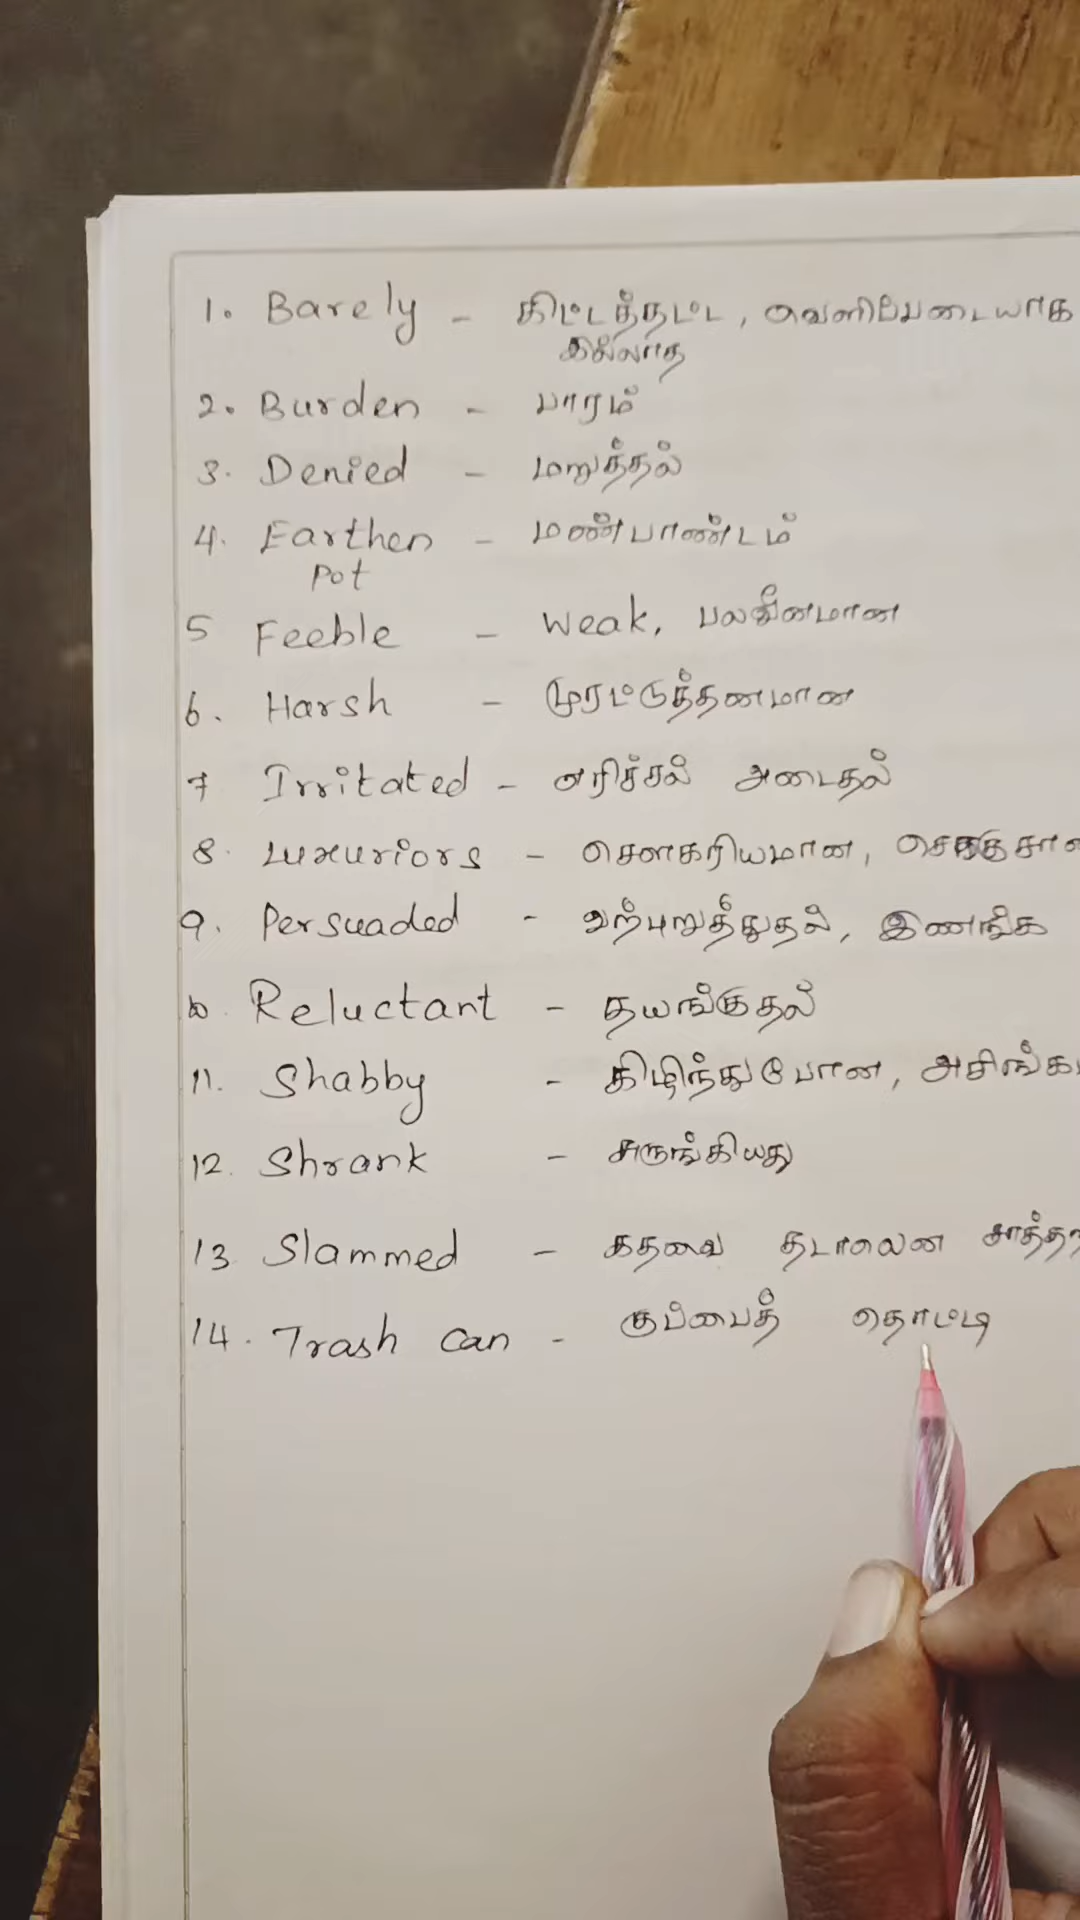 1. Barely - கிட்டத்தட்ட, வெளிப்படையாக
இல்லாத
2. Burden - பாரம்
3. Denied - மறுத்தல்
4. Earthen - மண்பாண்டம்
Pot
5 Feeble - Weak, பலவீனமான
6. Harsh - முரட்டுத்தனமான
7 Irritated - எரிச்சல் அடைதல்
8. Luxuriors - சௌகரியமான,
9. Persuaded - வற்புறுத்துதல், இணங்க
10. Reluctant - தயங்குதல்
11. Shabby - கிழிந்துபோன, அசிங்க
12. Shrank - சுருங்கியது
13 Slammed - கதவை தடாலென சாத்த
14. Trash can - குப்பைத் தொட்டி